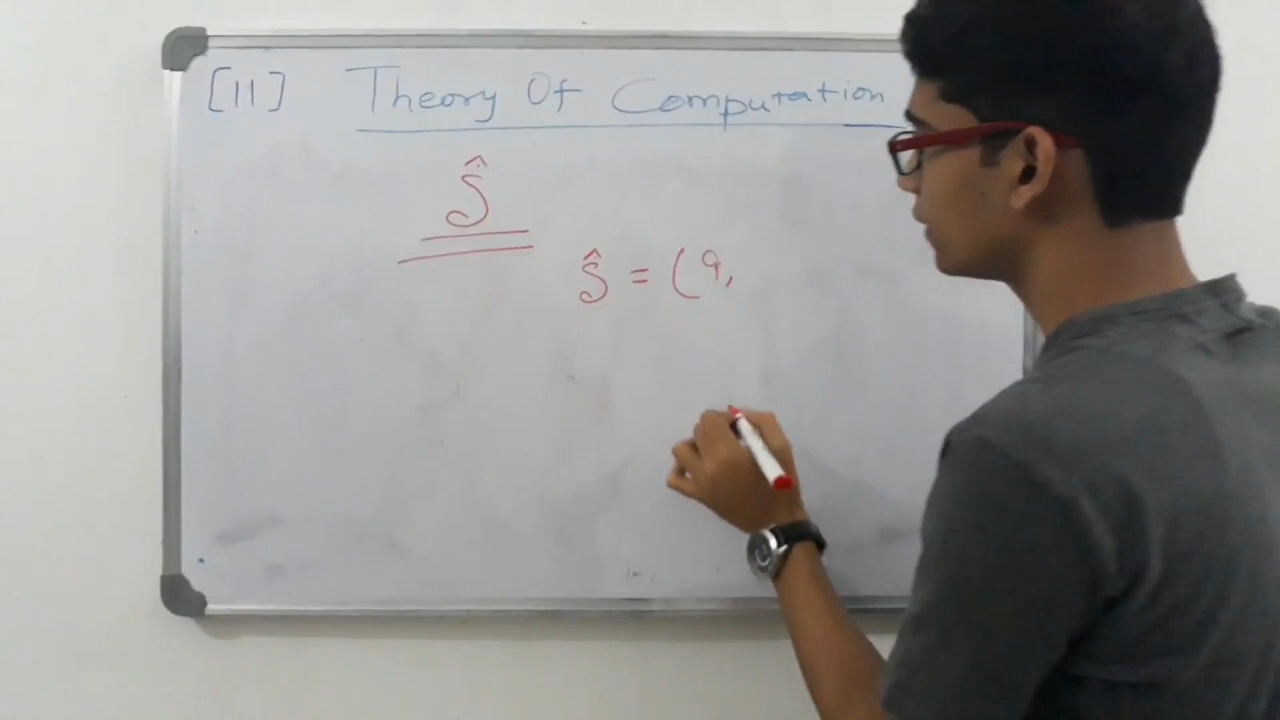 [11] Theory Of Computation
δ̂
δ̂ = (q,